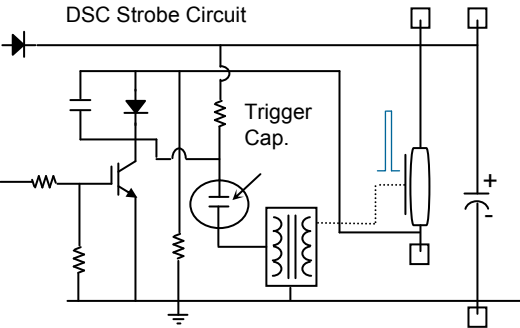 DSC Strobe Circuit
Trigger
Cap.
+
-